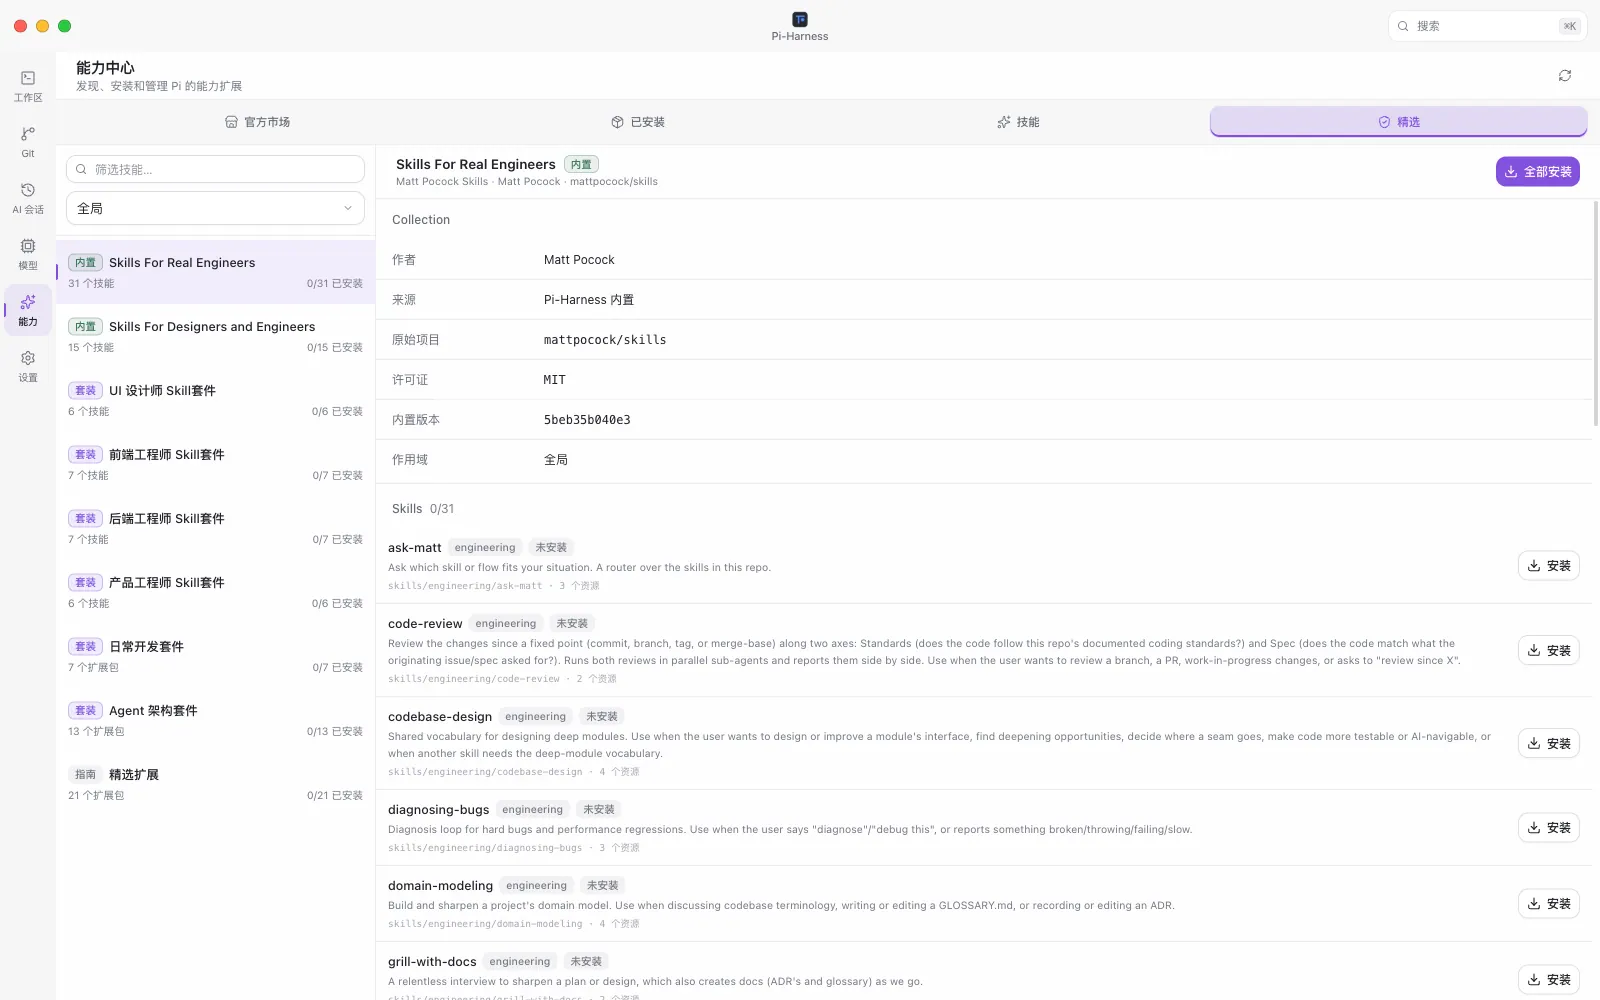 Pi-Harness
搜索
⌘K
能力中心
发现、安装和管理 Pi 的能力扩展
工作区
Git
AI 会话
模型
能力
设置
官方市场
已安装
技能
精选
筛选技能...
全局
内置 Skills For Real Engineers
31 个技能 0/31 已安装
内置 Skills For Designers and Engineers
15 个技能 0/15 已安装
套装 UI 设计师 Skill套件
6 个技能 0/6 已安装
套装 前端工程师 Skill套件
7 个技能 0/7 已安装
套装 后端工程师 Skill套件
7 个技能 0/7 已安装
套装 产品工程师 Skill套件
6 个技能 0/6 已安装
套装 日常开发套件
7 个扩展包 0/7 已安装
套装 Agent 架构套件
13 个扩展包 0/13 已安装
指南 精选扩展
21 个扩展包 0/21 已安装
Skills For Real Engineers 内置
Matt Pocock Skills · Matt Pocock · mattpocock/skills
全部安装
Collection
作者 Matt Pocock
来源 Pi-Harness 内置
原始项目 mattpocock/skills
许可证 MIT
内置版本 5beb35b040e3
作用域 全局
Skills 0/31
ask-matt engineering 未安装
Ask which skill or flow fits your situation. A router over the skills in this repo.
skills/engineering/ask-matt · 3 个资源
安装
code-review engineering 未安装
Review the changes since a fixed point (commit, branch, tag, or merge-base) along two axes: Standards (does the code follow this repo's documented coding standards?) and Spec (does the code match what the
originating issue/spec asked for?). Runs both reviews in parallel sub-agents and reports them side by side. Use when the user wants to review a branch, a PR, work-in-progress changes, or asks to "review since X".
skills/engineering/code-review · 2 个资源
安装
codebase-design engineering 未安装
Shared vocabulary for designing deep modules. Use when the user wants to design or improve a module's interface, find deepening opportunities, decide where a seam goes, make code more testable or AI-navigable, or
when another skill needs the deep-module vocabulary.
skills/engineering/codebase-design · 4 个资源
安装
diagnosing-bugs engineering 未安装
Diagnosis loop for hard bugs and performance regressions. Use when the user says "diagnose"/"debug this", or reports something broken/throwing/failing/slow.
skills/engineering/diagnosing-bugs · 3 个资源
安装
domain-modeling engineering 未安装
Build and sharpen a project's domain model. Use when discussing codebase terminology, writing or editing a GLOSSARY.md, or recording or editing an ADR.
skills/engineering/domain-modeling · 4 个资源
安装
grill-with-docs engineering 未安装
A relentless interview to sharpen a plan or design, which also creates docs (ADR's and glossary) as we go.
skills/engineering/grill-with-docs · 2 个资源
安装